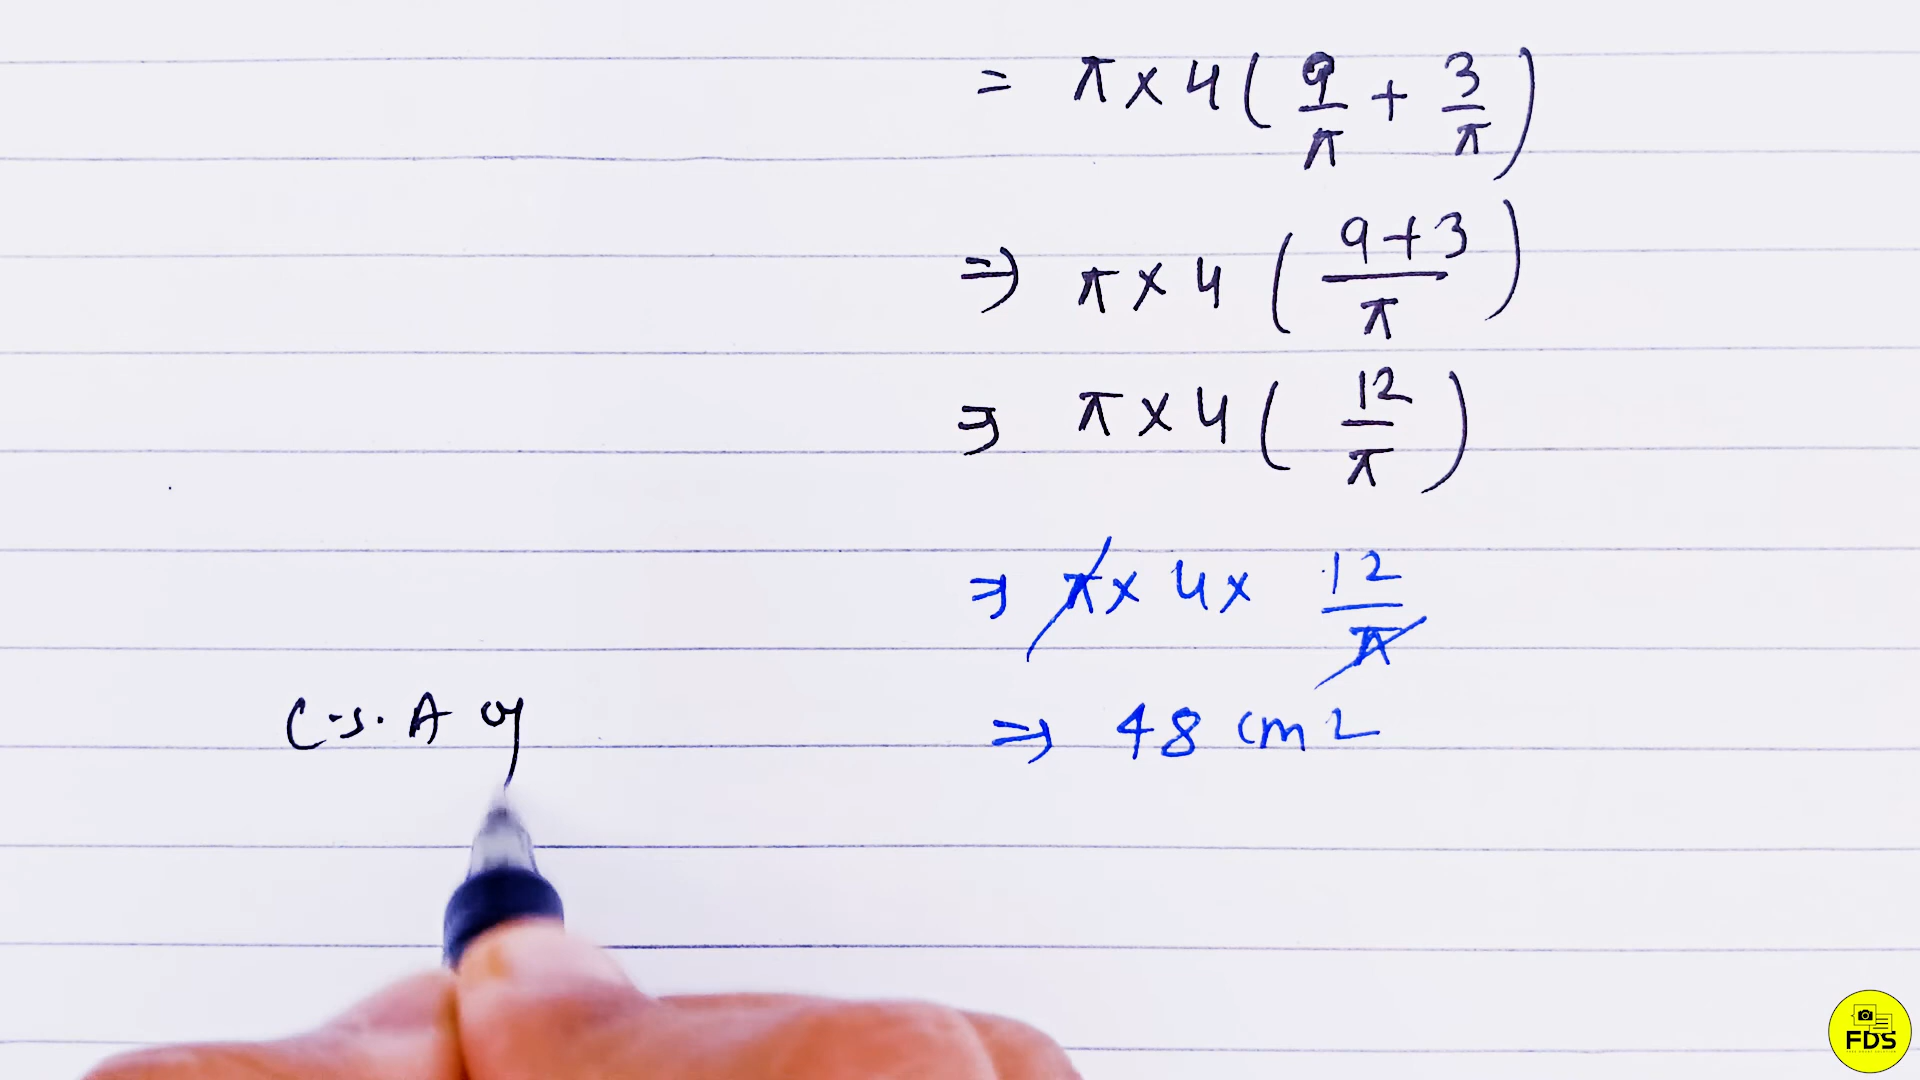 = π × 4 ( 9/π + 3/π )
⇒ π × 4 ( 9+3/π )
⇒ π × 4 ( 12/π )
⇒ π × 4 × 12/π
C.S.A of
⇒ 48 cm2
FDS